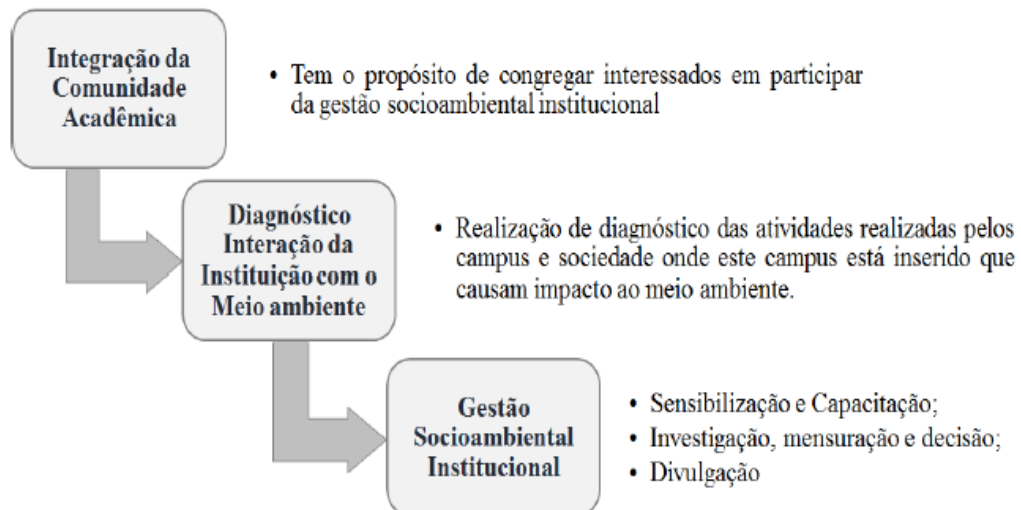 Integração da
Comunidade
Acadêmica
• Tem o propósito de congregar interessados em participar
da gestão socioambiental institucional
Diagnóstico
Interação da
Instituição com o
Meio ambiente
• Realização de diagnóstico das atividades realizadas pelos
campus e sociedade onde este campus está inserido que
causam impacto ao meio ambiente.
Gestão
Socioambiental
Institucional
• Sensibilização e Capacitação;
• Investigação, mensuração e decisão;
• Divulgação